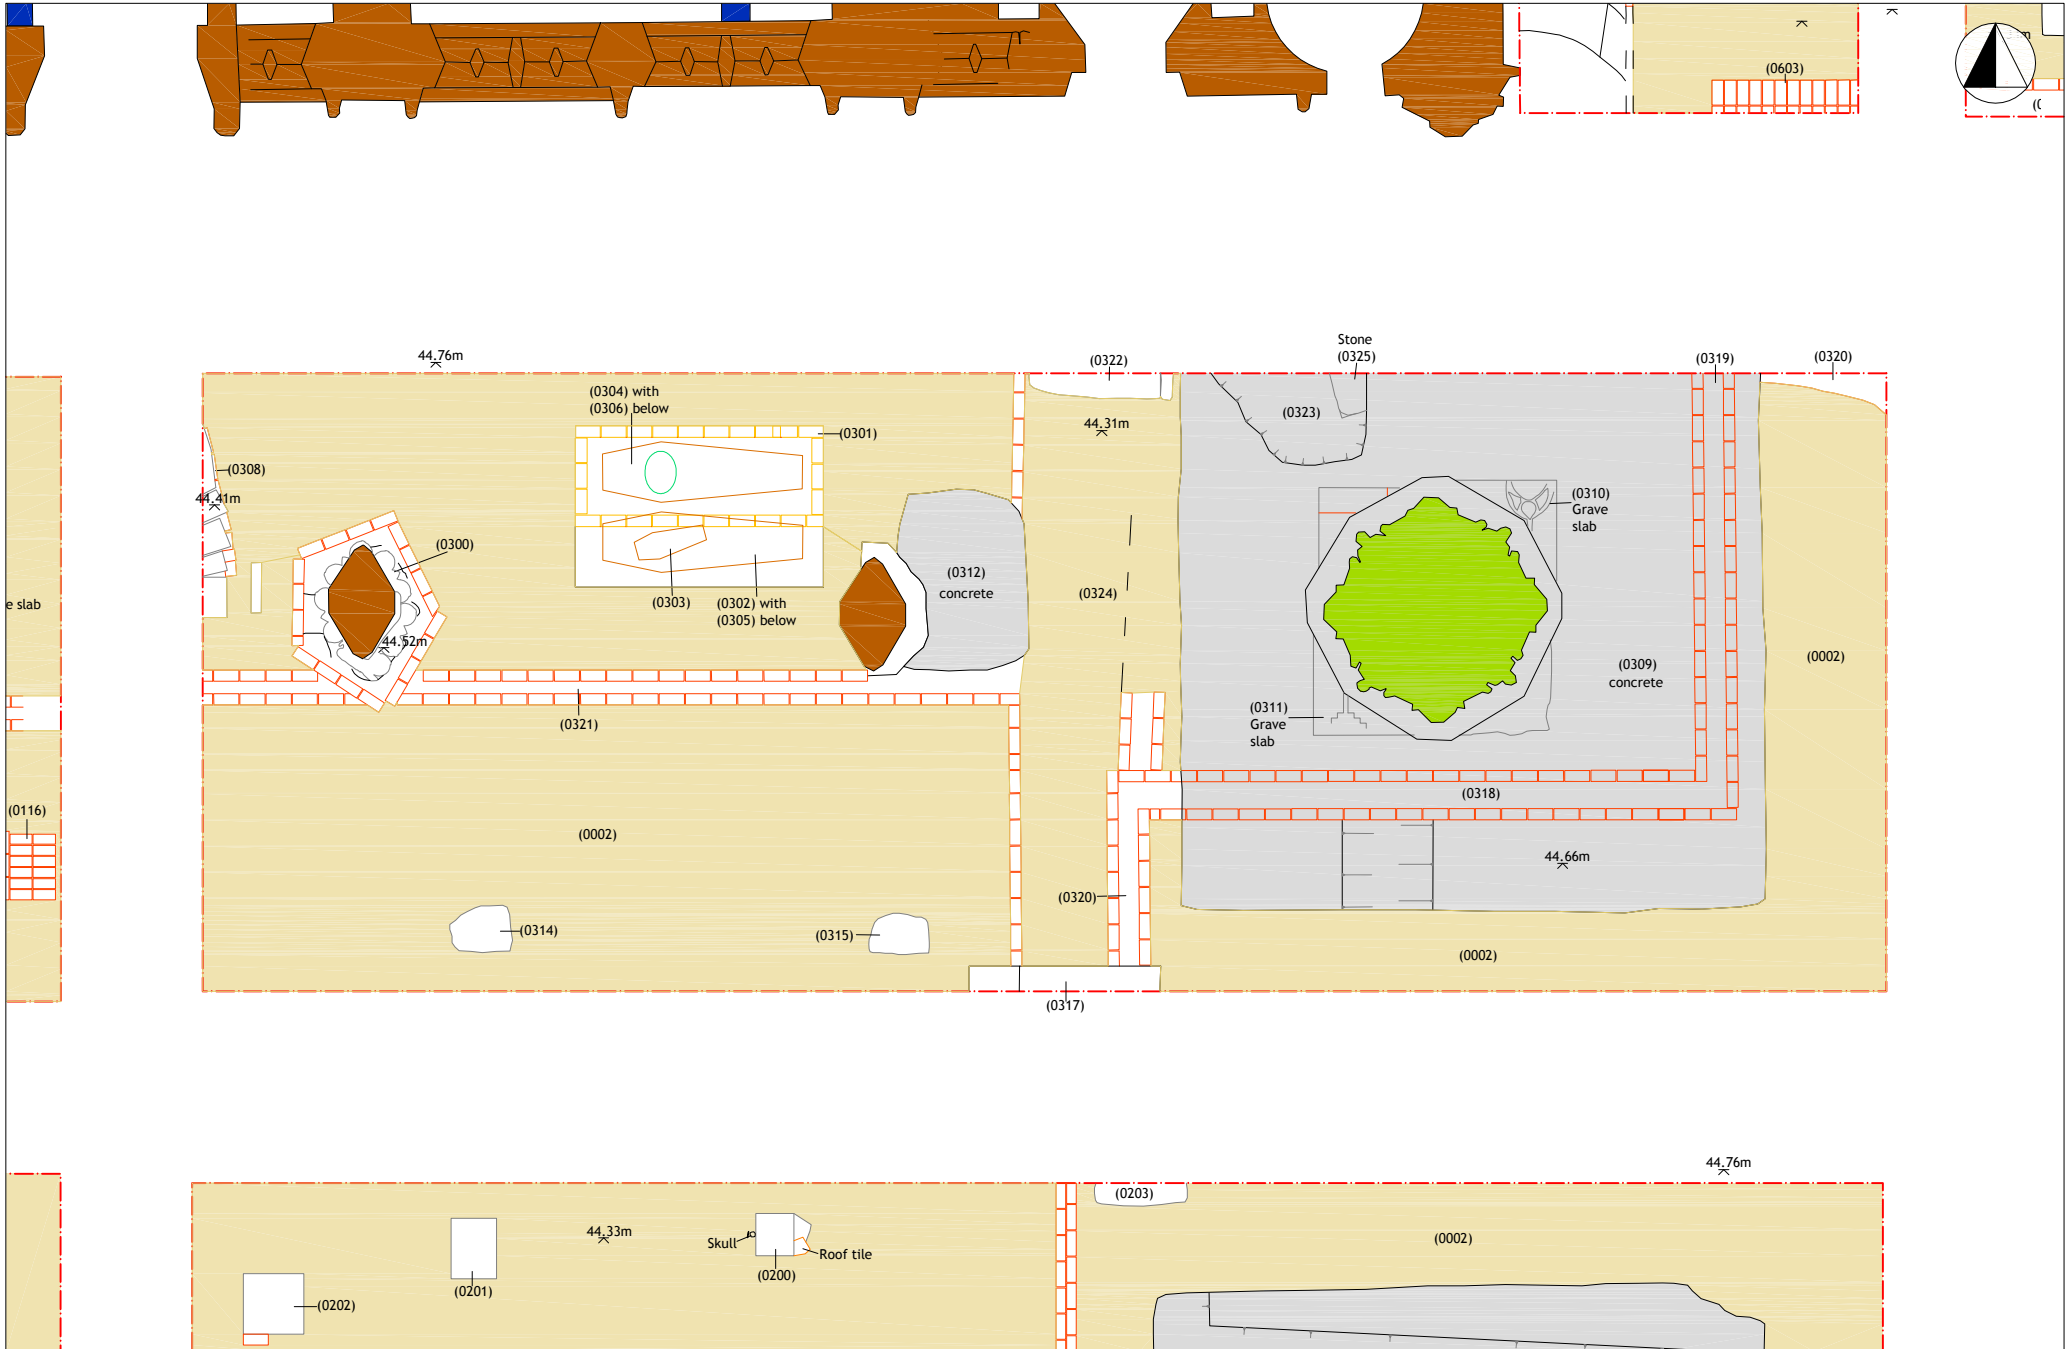 (0603)
44.76m
(0322)
Stone
(0325)
(0319)
(0320)
(0304) with
(0306) below
(0301)
44.31m
(0323)
(0308)
44.41m
(0310)
Grave
slab
(0300)
(0312)
concrete
(0324)
e slab
(0303)
(0302) with
(0305) below
44.52m
(0002)
(0309)
concrete
(0311)
Grave
slab
(0321)
(0318)
(0116)
(0002)
44.66m
(0320)
(0314)
(0315)
(0002)
(0317)
44.76m
(0203)
44.33m
Skull
Roof tile
(0002)
(0200)
(0201)
(0202)